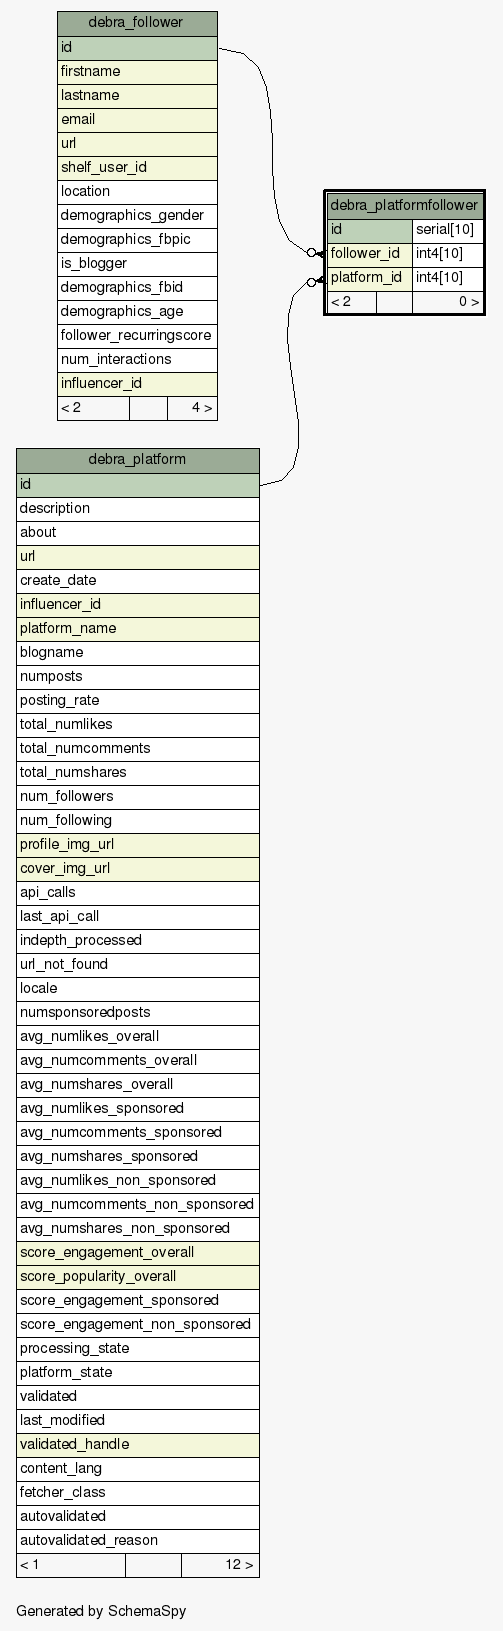 debra_follower
id
firstname
lastname
email
url
shelf_user_id
location
demographics_gender
demographics_fbpic
is_blogger
demographics_fbid
demographics_age
follower_recurringscore
num_interactions
influencer_id
< 2 4 >
debra_platformfollower
id serial[10]
follower_id int4[10]
platform_id int4[10]
< 2 0 >
debra_platform
id
description
about
url
create_date
influencer_id
platform_name
blogname
numposts
posting_rate
total_numlikes
total_numcomments
total_numshares
num_followers
num_following
profile_img_url
cover_img_url
api_calls
last_api_call
indepth_processed
url_not_found
locale
numsponsoredposts
avg_numlikes_overall
avg_numcomments_overall
avg_numshares_overall
avg_numlikes_sponsored
avg_numcomments_sponsored
avg_numshares_sponsored
avg_numlikes_non_sponsored
avg_numcomments_non_sponsored
avg_numshares_non_sponsored
score_engagement_overall
score_popularity_overall
score_engagement_sponsored
score_engagement_non_sponsored
processing_state
platform_state
validated
last_modified
validated_handle
content_lang
fetcher_class
autovalidated
autovalidated_reason
< 1 12 >
Generated by SchemaSpy